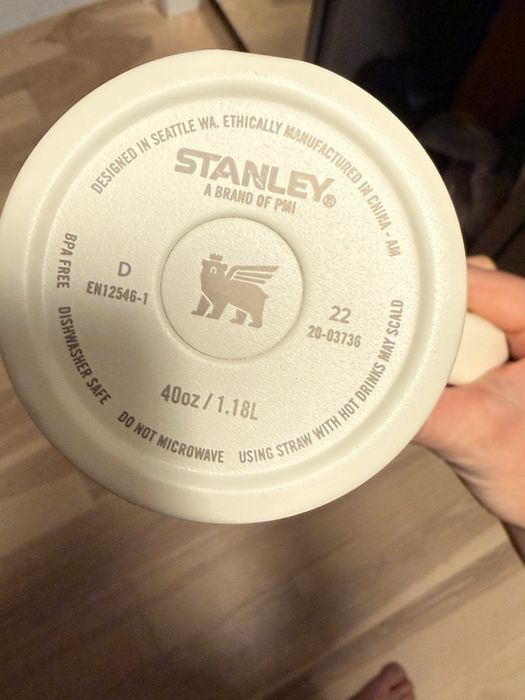 DESIGNED IN SEATTLE WA. ETHICALLY MANUFACTURED IN CHINA - AM
STANLEY®
A BRAND OF PMI
D
EN12546-1
22
20-03736
40oz / 1.18L
BPA FREE DISHWASHER SAFE DO NOT MICROWAVE USING STRAW WITH HOT DRINKS MAY SCALD